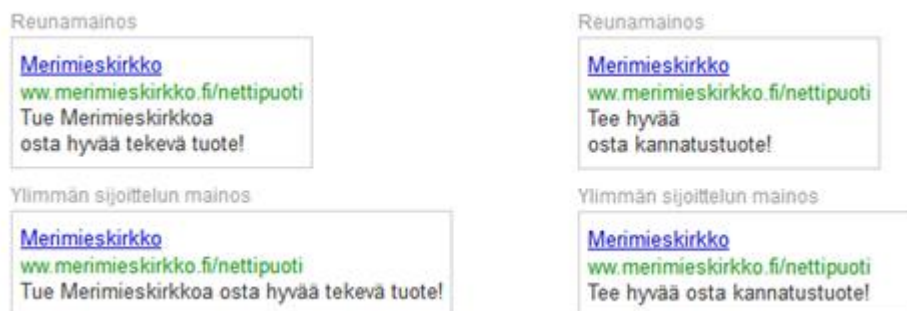 Reunamainos
Merimieskirkko
ww.merimieskirkko.fi/nettipuoti
Tue Merimieskirkkoa
osta hyvää tekevä tuote!
Ylimmän sijoittelun mainos
Merimieskirkko
ww.merimieskirkko.fi/nettipuoti
Tue Merimieskirkkoa osta hyvää tekevä tuote!
Reunamainos
Merimieskirkko
ww.merimieskirkko.fi/nettipuoti
Tee hyvää
osta kannatustuote!
Ylimmän sijoittelun mainos
Merimieskirkko
ww.merimieskirkko.fi/nettipuoti
Tee hyvää osta kannatustuote!